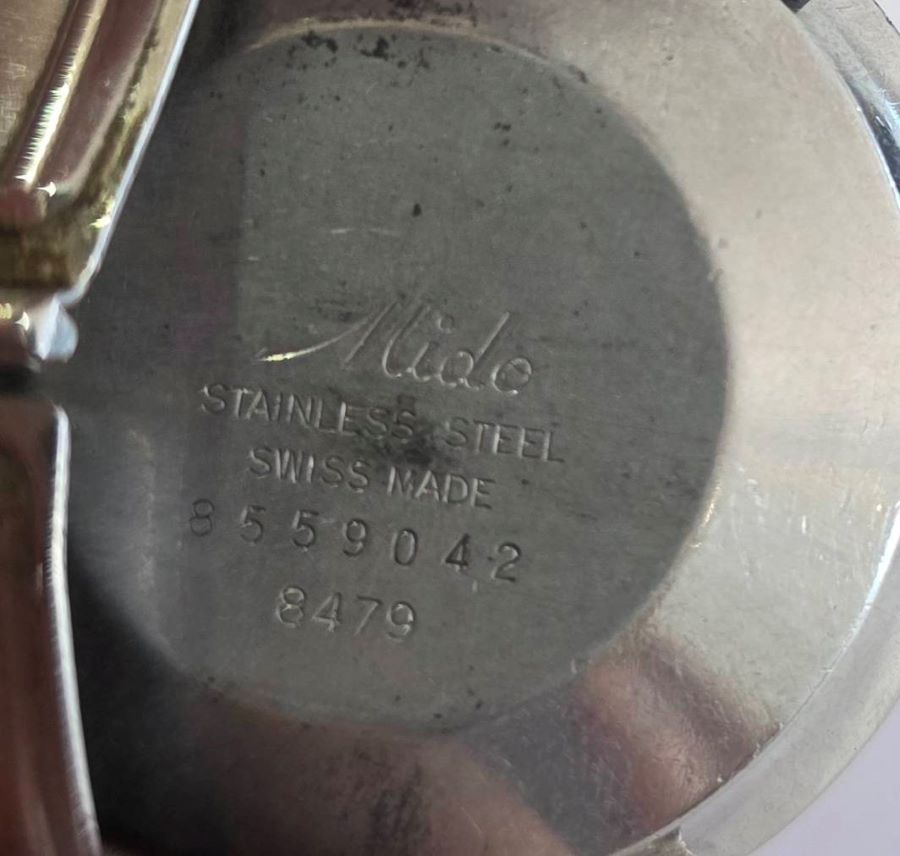 Mido
STAINLESS STEEL
SWISS MADE
8559042
8479